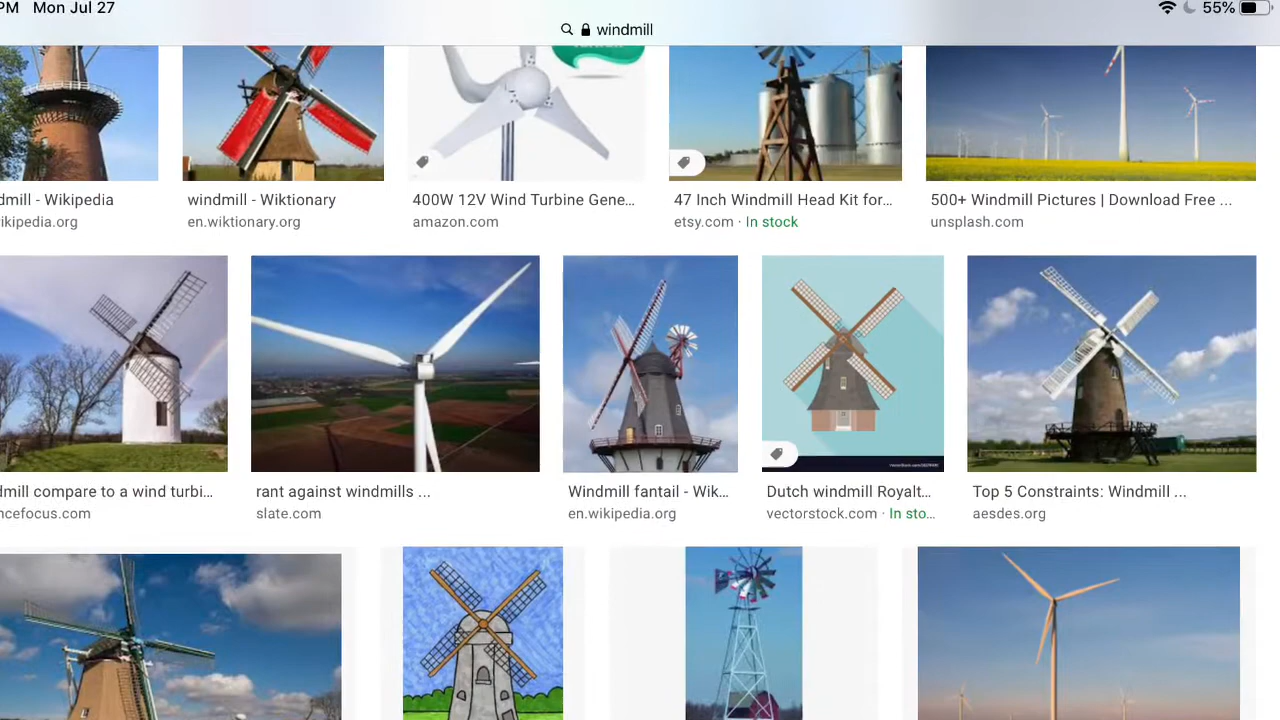 PM Mon Jul 27
55%
windmill
dmill - Wikipedia
ikipedia.org
windmill - Wiktionary
en.wiktionary.org
400W 12V Wind Turbine Gene...
amazon.com
47 Inch Windmill Head Kit for...
etsy.com · In stock
500+ Windmill Pictures | Download Free ...
unsplash.com
dmill compare to a wind turbi...
ncefocus.com
rant against windmills ...
slate.com
Windmill fantail - Wik...
en.wikipedia.org
Dutch windmill Royalt...
vectorstock.com · In sto...
Top 5 Constraints: Windmill ...
aesdes.org